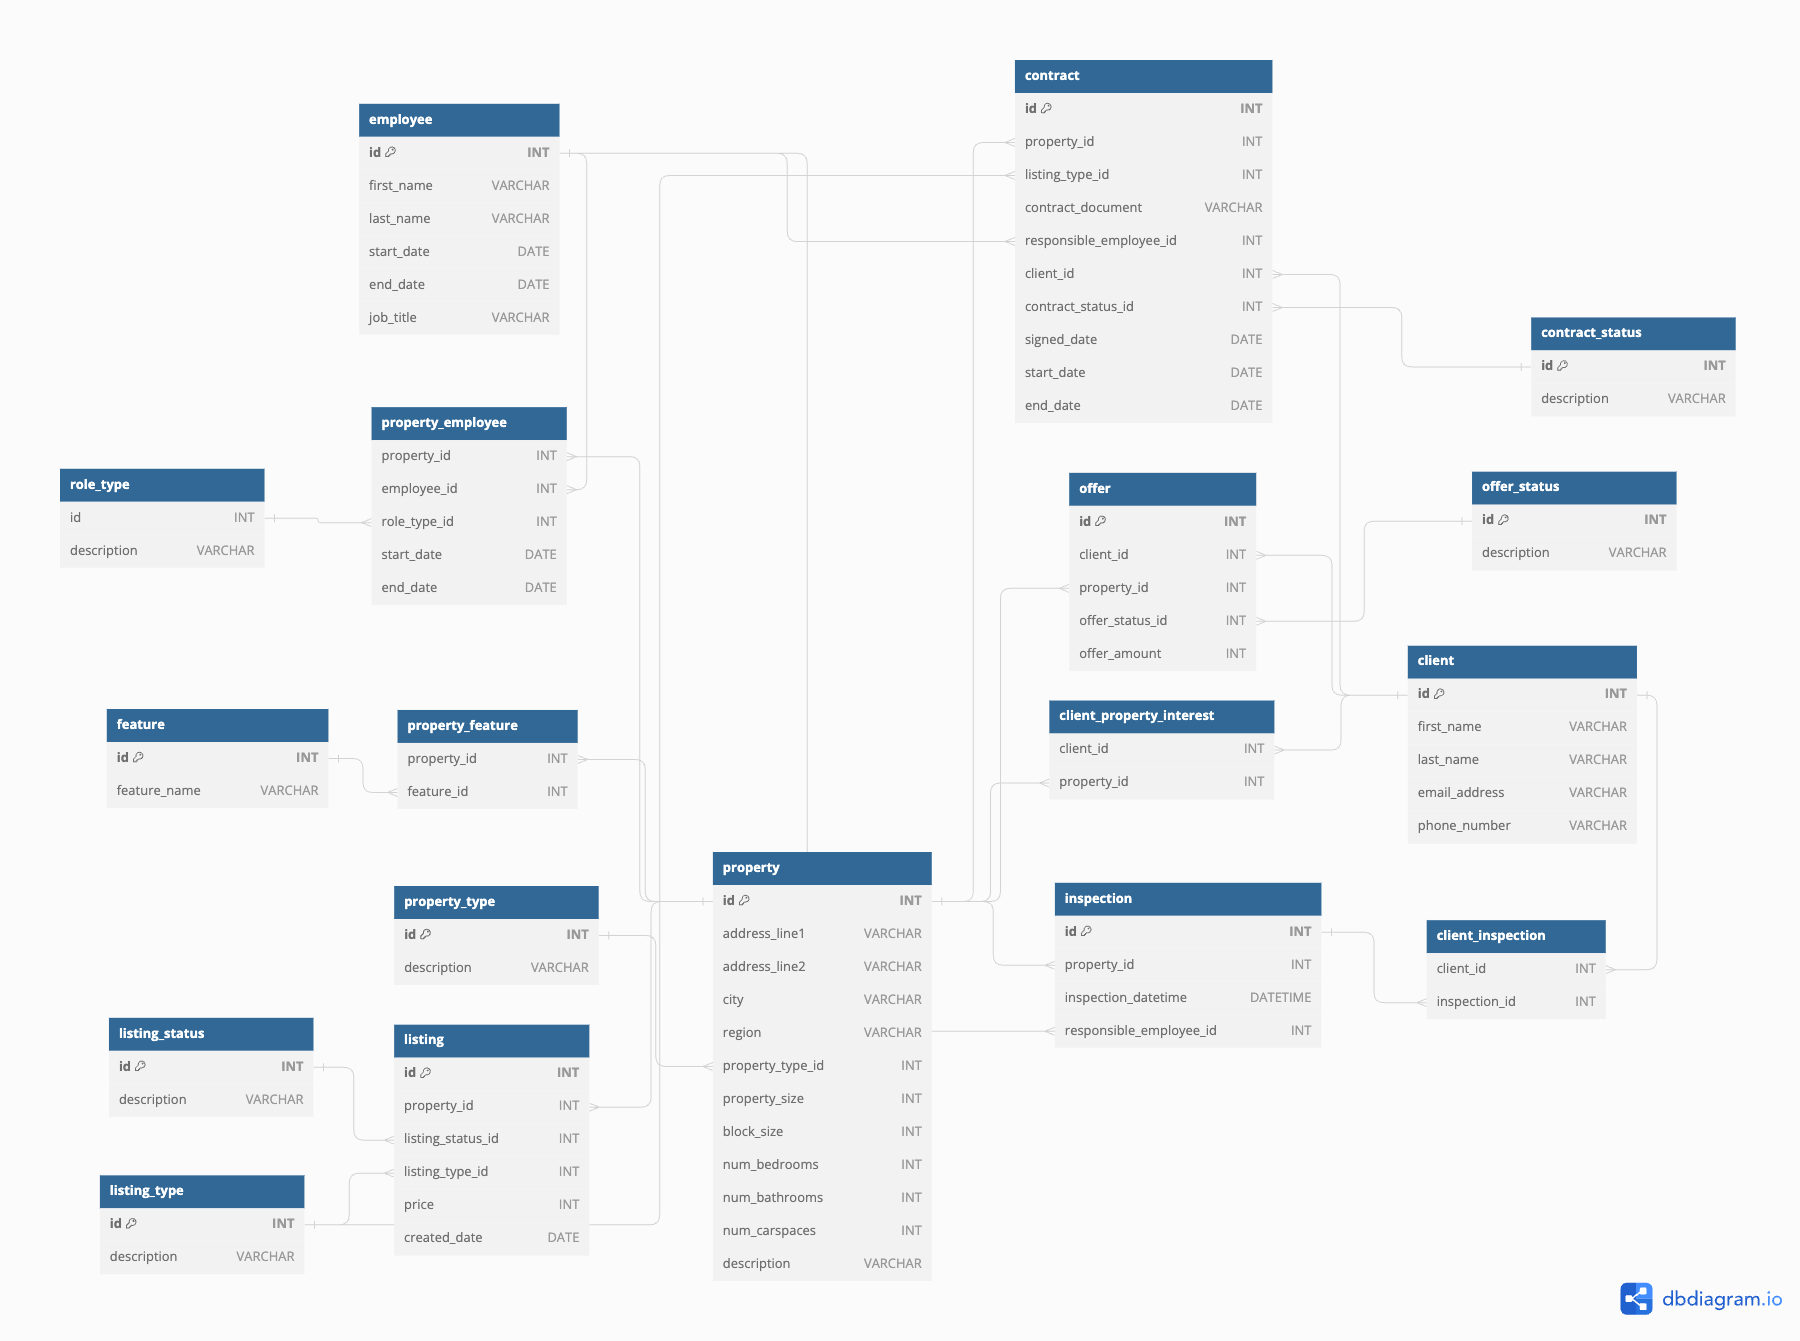 contract
id INT
property_id INT
listing_type_id INT
contract_document VARCHAR
responsible_employee_id INT
client_id INT
contract_status_id INT
signed_date DATE
start_date DATE
end_date DATE
employee
id INT
first_name VARCHAR
last_name VARCHAR
start_date DATE
end_date DATE
job_title VARCHAR
contract_status
id INT
description VARCHAR
property_employee
property_id INT
employee_id INT
role_type_id INT
start_date DATE
end_date DATE
role_type
id INT
description VARCHAR
offer
id INT
client_id INT
property_id INT
offer_status_id INT
offer_amount INT
offer_status
id INT
description VARCHAR
client
id INT
first_name VARCHAR
last_name VARCHAR
email_address VARCHAR
phone_number VARCHAR
client_property_interest
client_id INT
property_id INT
feature
id INT
feature_name VARCHAR
property_feature
property_id INT
feature_id INT
property
id INT
address_line1 VARCHAR
address_line2 VARCHAR
city VARCHAR
region VARCHAR
property_type_id INT
property_size INT
block_size INT
num_bedrooms INT
num_bathrooms INT
num_carspaces INT
description VARCHAR
property_type
id INT
description VARCHAR
inspection
id INT
property_id INT
inspection_datetime DATETIME
responsible_employee_id INT
client_inspection
client_id INT
inspection_id INT
listing_status
id INT
description VARCHAR
listing
id INT
property_id INT
listing_status_id INT
listing_type_id INT
price INT
created_date DATE
listing_type
id INT
description VARCHAR
dbdiagram.io